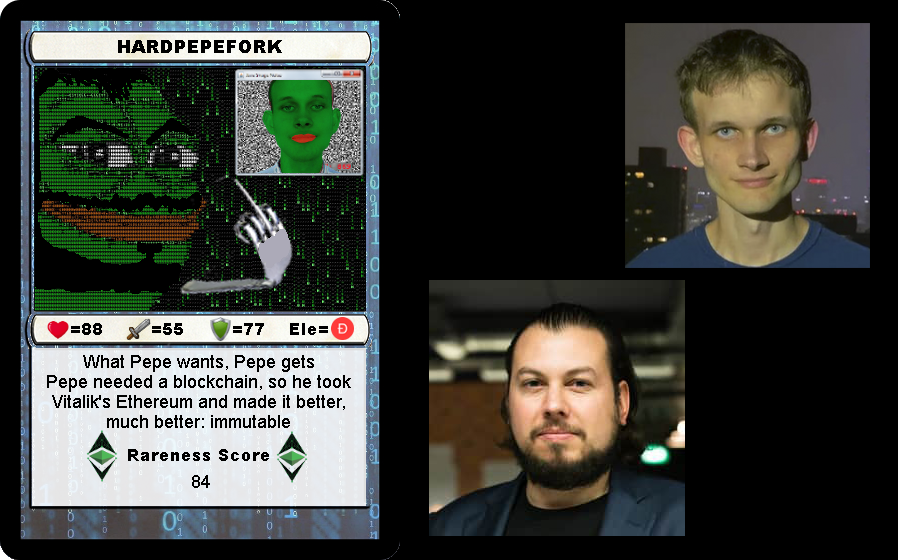 HARDPEPEFORK
=88 =55 =77 Ele=Đ
What Pepe wants, Pepe gets
Pepe needed a blockchain, so he took
Vitalik's Ethereum and made it better,
much better: immutable
Rareness Score
84